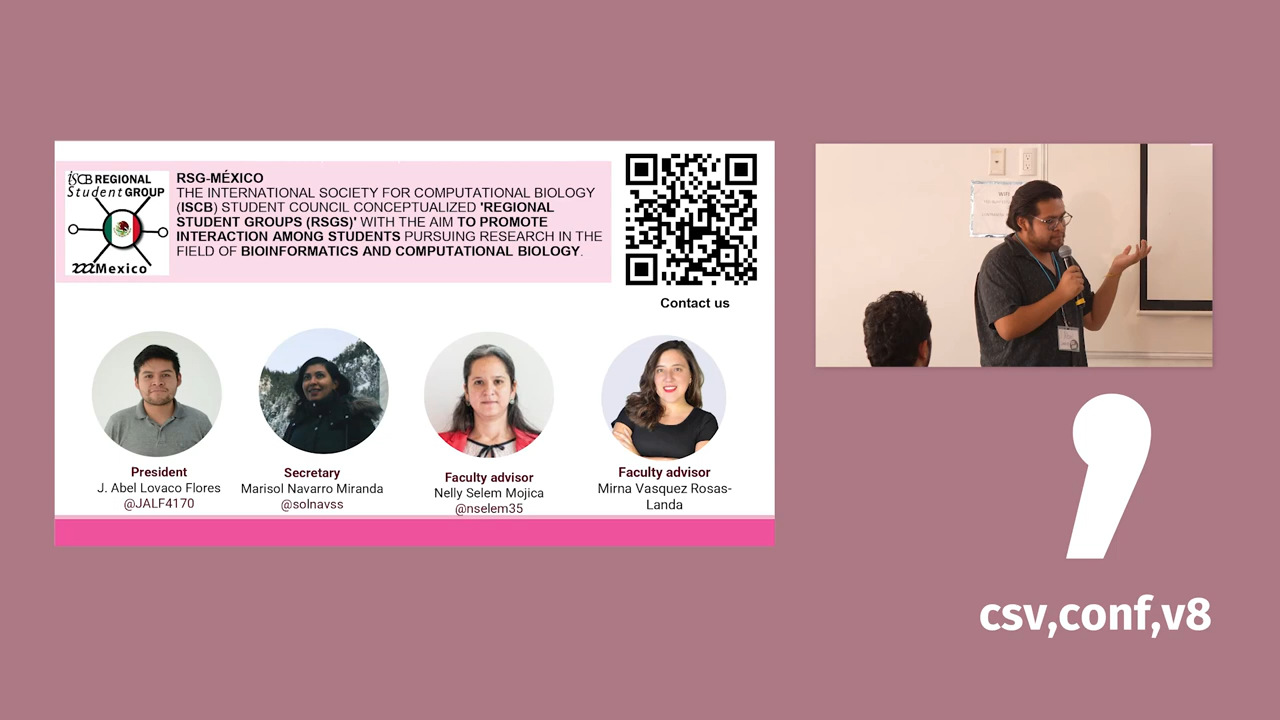 ISCB REGIONAL
Student GROUP
Mexico
RSG-MÉXICO
THE INTERNATIONAL SOCIETY FOR COMPUTATIONAL BIOLOGY
(ISCB) STUDENT COUNCIL CONCEPTUALIZED 'REGIONAL
STUDENT GROUPS (RSGS)' WITH THE AIM TO PROMOTE
INTERACTION AMONG STUDENTS PURSUING RESEARCH IN THE
FIELD OF BIOINFORMATICS AND COMPUTATIONAL BIOLOGY.
Contact us
President
J. Abel Lovaco Flores
@JALF4170
Secretary
Marisol Navarro Miranda
@solnavss
Faculty advisor
Nelly Selem Mojica
@nselem35
Faculty advisor
Mirna Vasquez Rosas-
Landa
csv,conf,v8